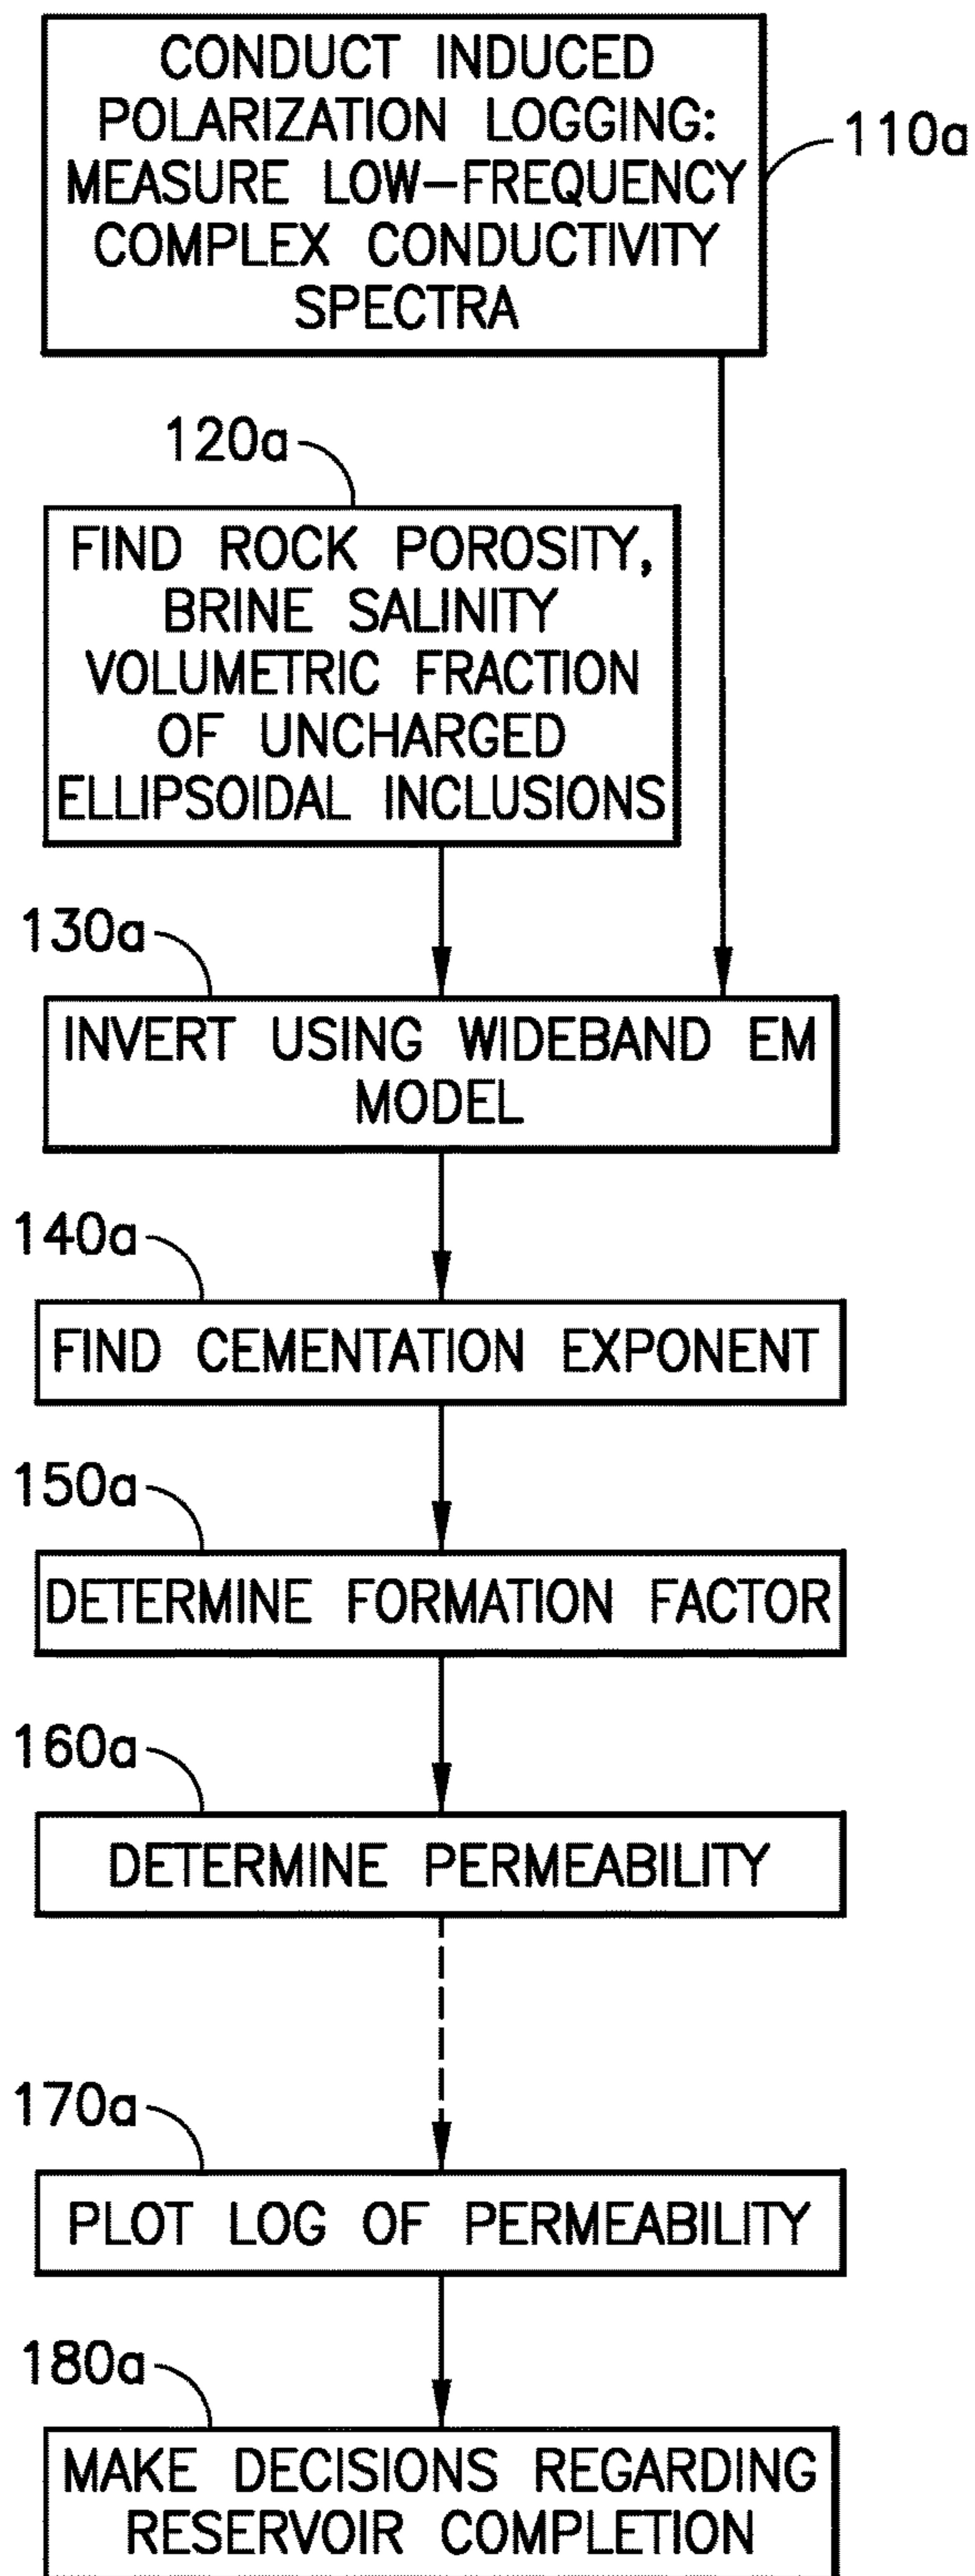 CONDUCT INDUCED
POLARIZATION LOGGING:
MEASURE LOW-FREQUENCY
COMPLEX CONDUCTIVITY
SPECTRA
110a
120a
FIND ROCK POROSITY,
BRINE SALINITY
VOLUMETRIC FRACTION
OF UNCHARGED
ELLIPSOIDAL INCLUSIONS
130a
INVERT USING WIDEBAND EM
MODEL
140a
FIND CEMENTATION EXPONENT
150a
DETERMINE FORMATION FACTOR
160a
DETERMINE PERMEABILITY
170a
PLOT LOG OF PERMEABILITY
180a
MAKE DECISIONS REGARDING
RESERVOIR COMPLETION